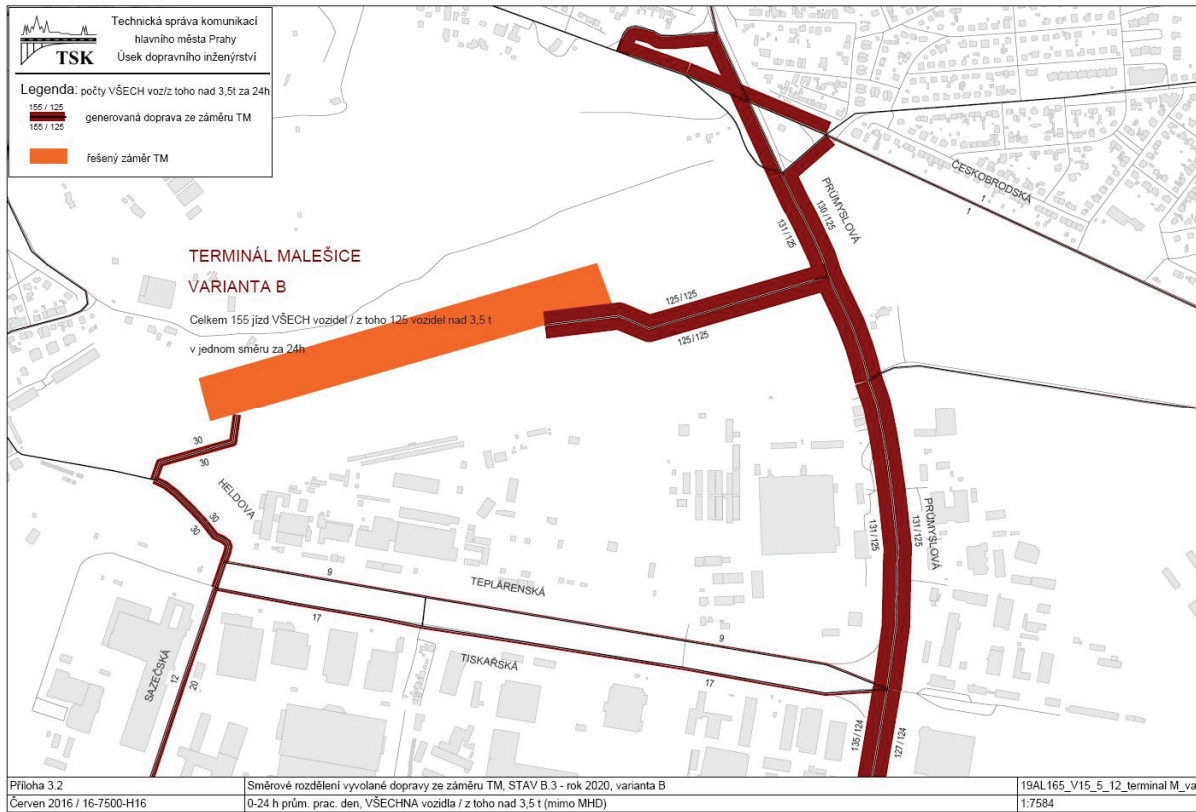 Technická správa komunikací
hlavního města Prahy
Úsek dopravního inženýrství
TSK
Legenda: počty VŠECH voz/z toho nad 3,5t za 24h
155 / 125
155 / 125
generovaná doprava ze záměru TM
řešený záměr TM
ČESKOBRODSKÁ
1
1
PRŮMYSLOVÁ
130/125
131/125
TERMINÁL MALEŠICE
VARIANTA B
Celkem 155 jízd VŠECH vozidel / z toho 125 vozidel nad 3,5 t
v jednom směru za 24h
125/125
125/125
30
30
HELDOVA
30
30
PRŮMYSLOVÁ
131/125
131/125
9
TEPLÁRENSKÁ
9
17
TISKAŘSKÁ
17
SAZEČSKÁ
12
20
135/124
127/124
Příloha 3.2
Směrové rozdělení vyvolané dopravy ze záměru TM, STAV B.3 - rok 2020, varianta B
19AL165_V15_5_12_terminal M_va
Červen 2016 / 16-7500-H16
0-24 h prům. prac. den, VŠECHNA vozidla / z toho nad 3,5 t (mimo MHD)
1:7584